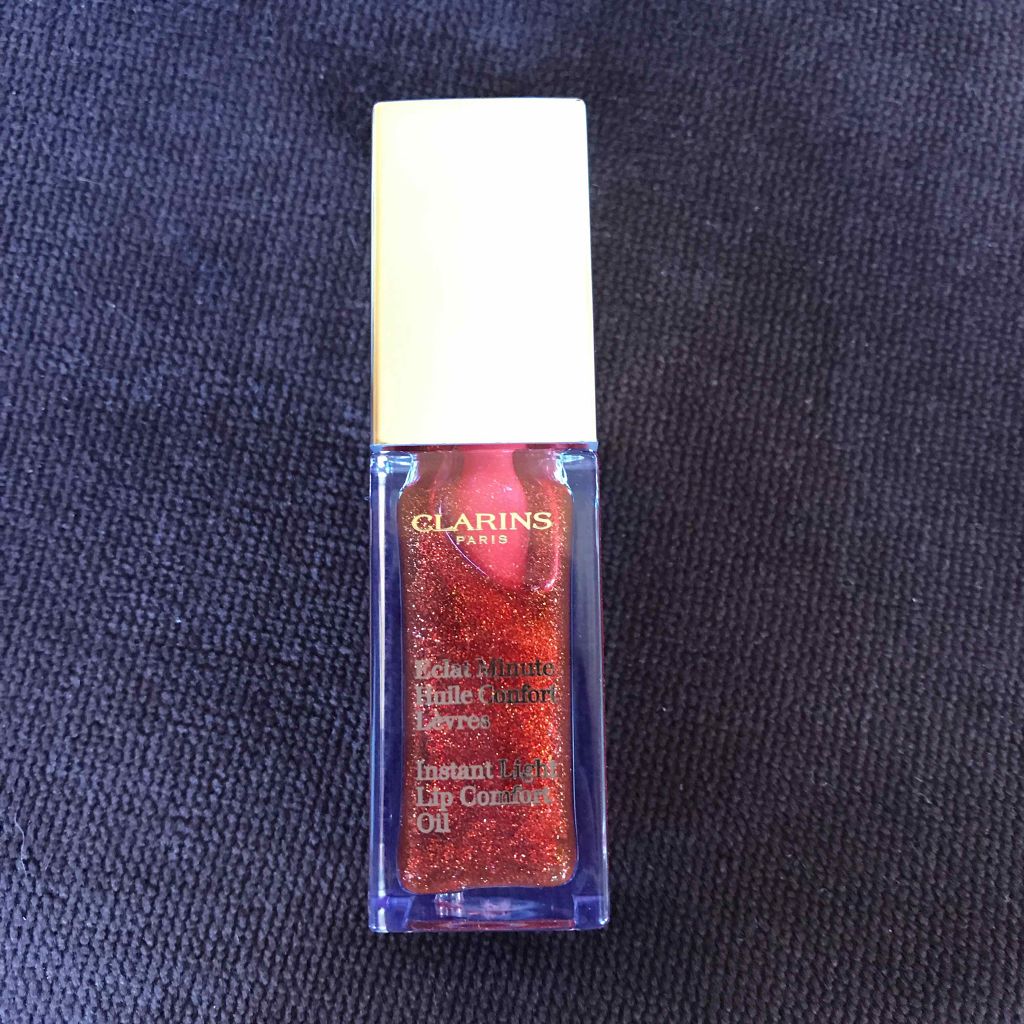 CLARINS
PARIS
Eclat Minute
Huile Confort
Lèvres
Instant Light
Lip Comfort
Oil